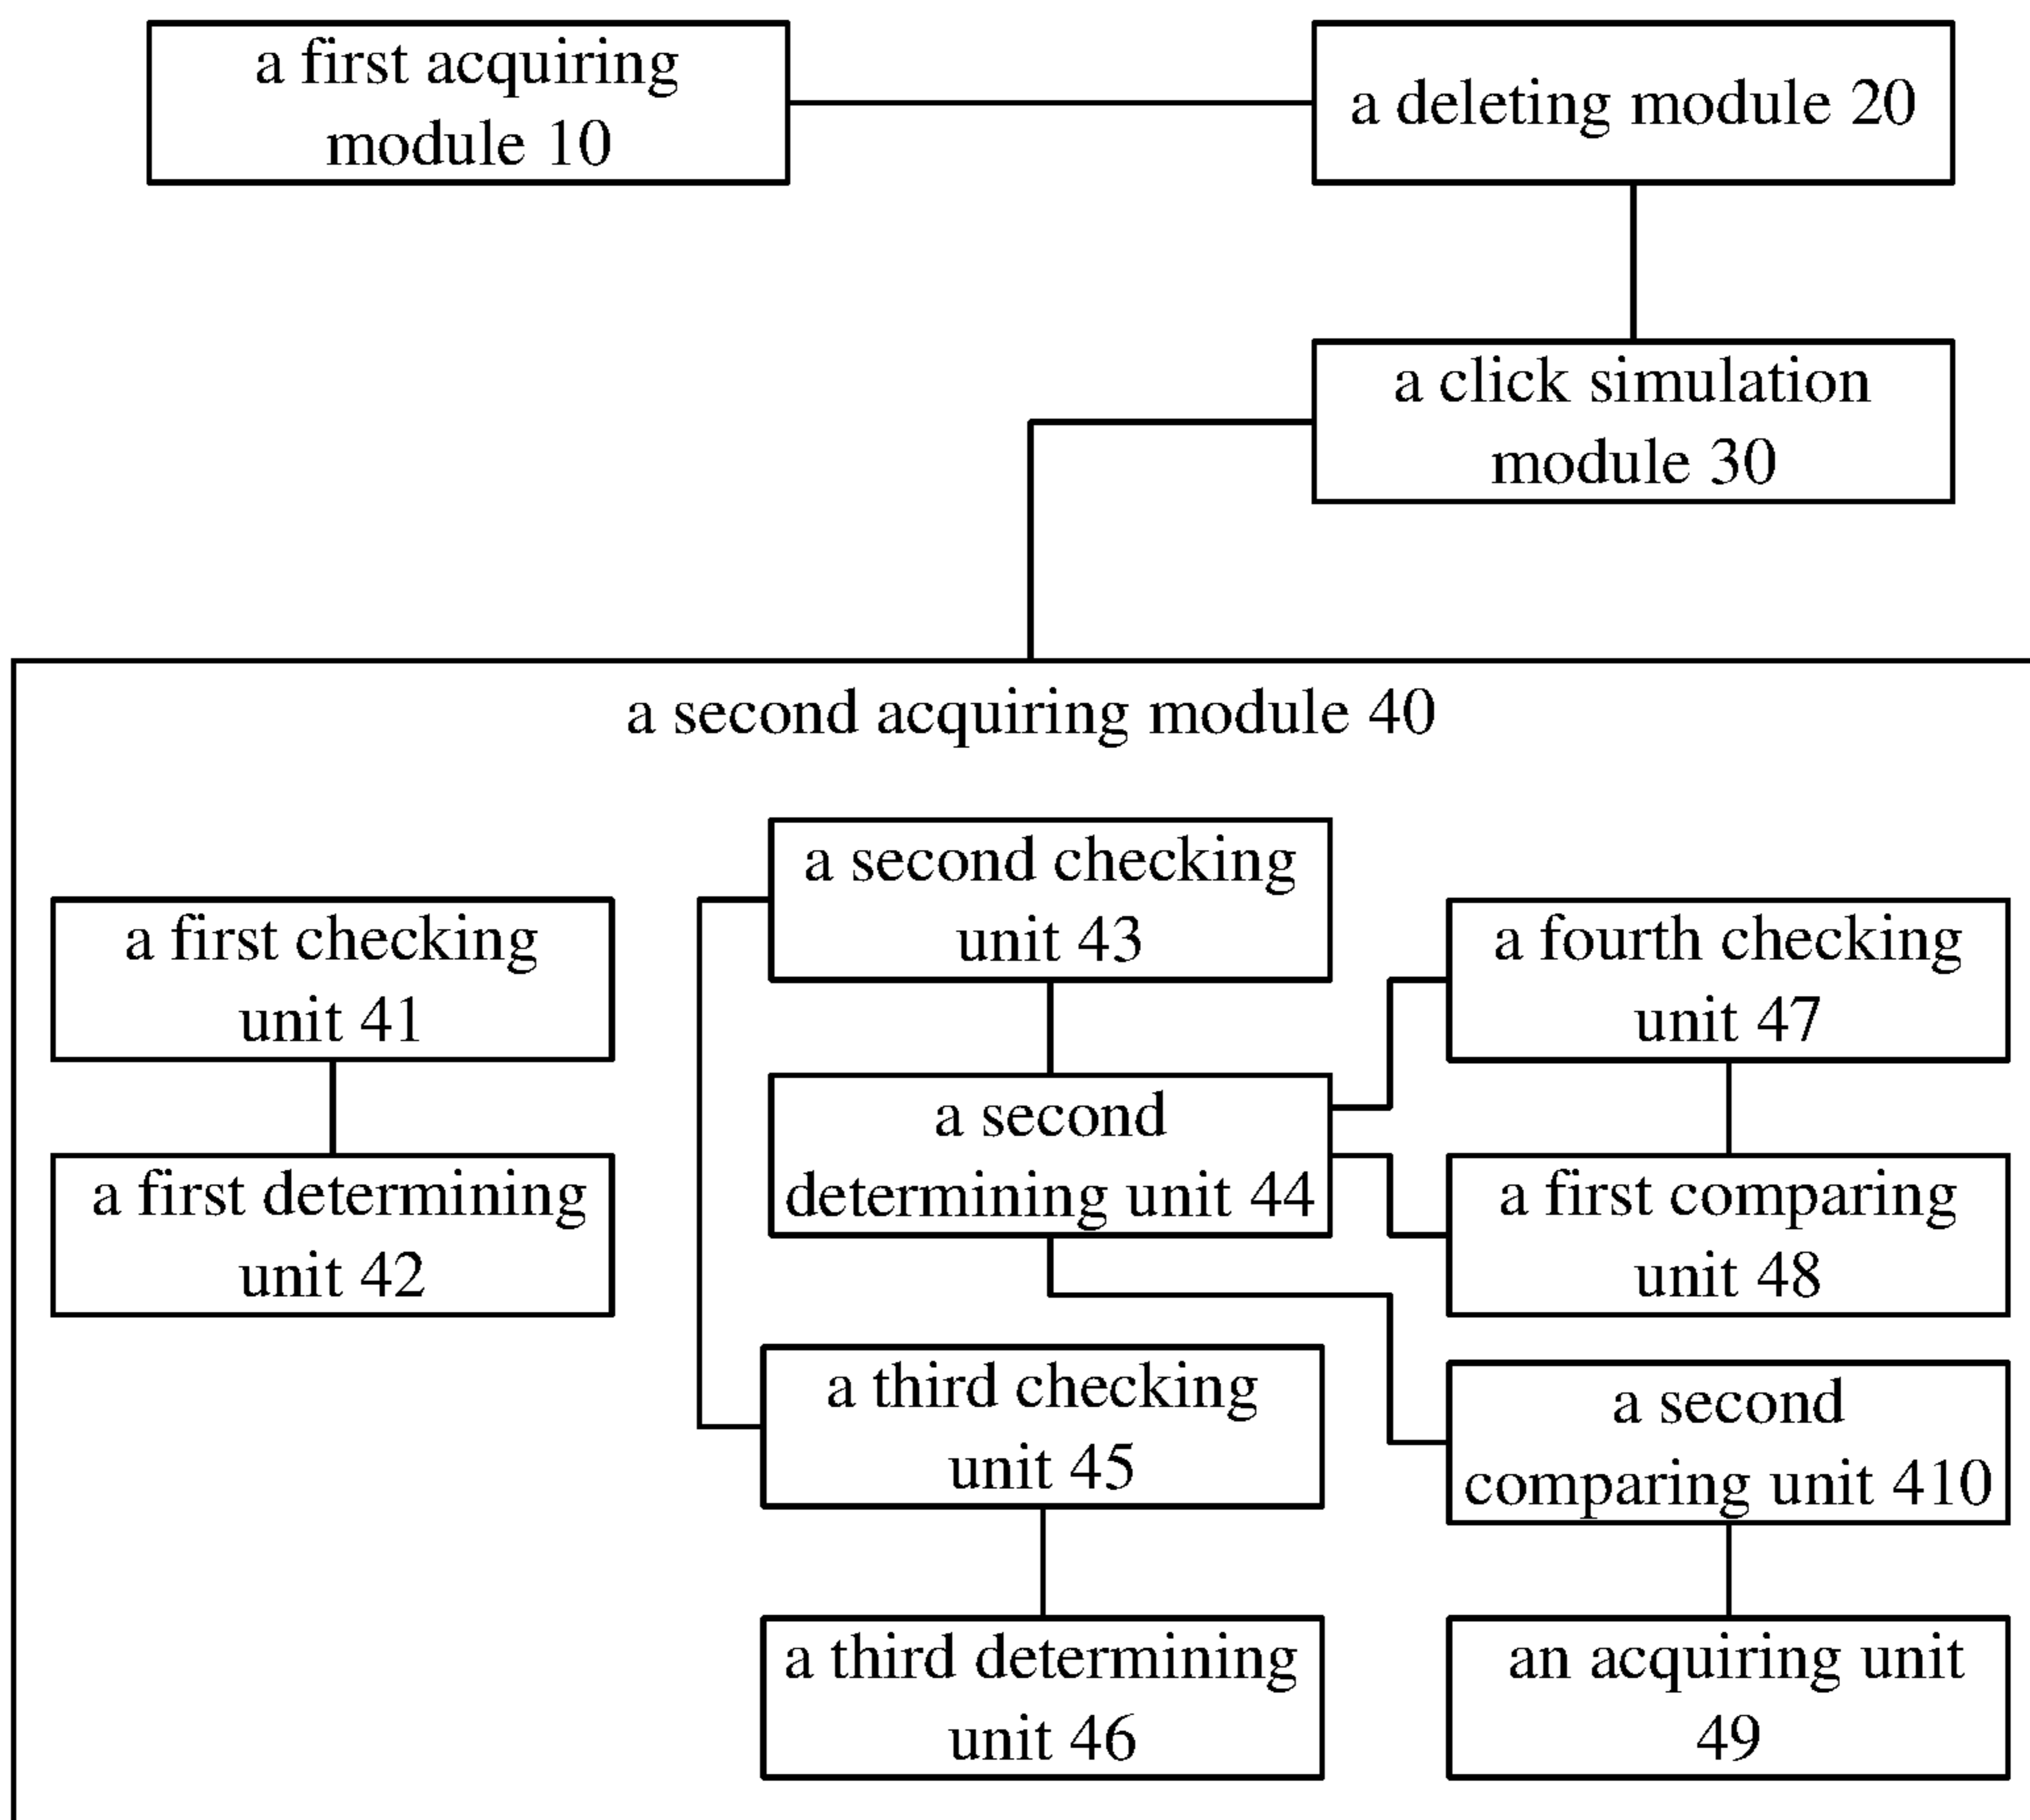 a first acquiring
module 10
a deleting module 20
a click simulation
module 30
a second acquiring module 40
a first checking
unit 41
a first determining
unit 42
a second checking
unit 43
a second
determining unit 44
a third checking
unit 45
a third determining
unit 46
a fourth checking
unit 47
a first comparing
unit 48
a second
comparing unit 410
an acquiring unit
49